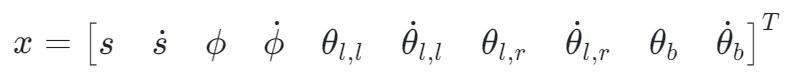 x = [s ṡ ϕ ϕ̇ θ_{l,l} θ̇_{l,l} θ_{l,r} θ̇_{l,r} θ_b θ̇_b]^T